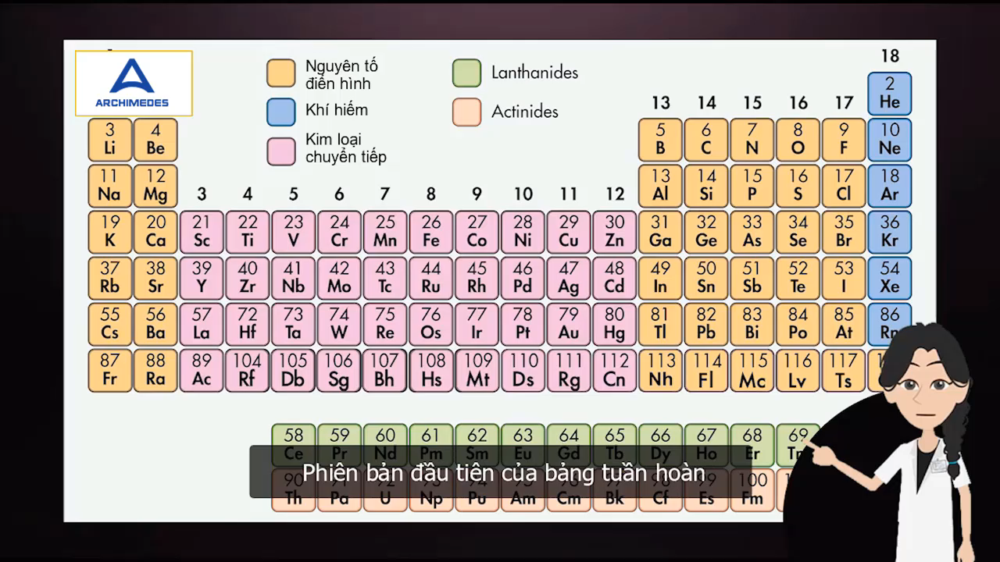 ARCHIMEDES
Nguyên tố
điển hình
Khí hiếm
Kim loại
chuyển tiếp
Lanthanides
Actinides
18
13 14 15 16 17
2
He
3 4 5 6 7 8 9 10
Li Be B C N O F Ne
11 12 13 14 15 16 17 18
Na Mg Al Si P S Cl Ar
3 4 5 6 7 8 9 10 11 12
19 20 21 22 23 24 25 26 27 28 29 30 31 32 33 34 35 36
K Ca Sc Ti V Cr Mn Fe Co Ni Cu Zn Ga Ge As Se Br Kr
37 38 39 40 41 42 43 44 45 46 47 48 49 50 51 52 53 54
Rb Sr Y Zr Nb Mo Tc Ru Rh Pd Ag Cd In Sn Sb Te I Xe
55 56 57 72 73 74 75 76 77 78 79 80 81 82 83 84 85 86
Cs Ba La Hf Ta W Re Os Ir Pt Au Hg Tl Pb Bi Po At Rn
87 88 89 104 105 106 107 108 109 110 111 112 113 114 115 116 117
Fr Ra Ac Rf Db Sg Bh Hs Mt Ds Rg Cn Nh Fl Mc Lv Ts
58 59 60 61 62 63 64 65 66 67 68 69
Ce Pr Nd Pm Sm Eu Gd Tb Dy Ho Er Tm
Phiên bản đầu tiên của bảng tuần hoàn
90 91 92 93 94 95 96 97 98 99 100
Th Pa U Np Pu Am Cm Bk Cf Es Fm